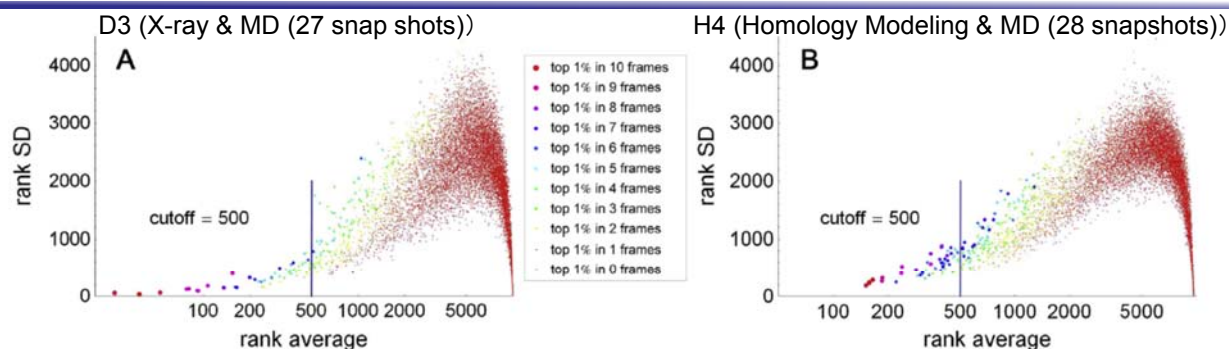 D3 (X-ray & MD (27 snap shots)）
H4 (Homology Modeling & MD (28 snapshots)）
A
4000
3000
2000
1000
0
rank SD
cutoff = 500
100
200
500
1000
2000
5000
rank average
top 1% in 10 frames
top 1% in 9 frames
top 1% in 8 frames
top 1% in 7 frames
top 1% in 6 frames
top 1% in 5 frames
top 1% in 4 frames
top 1% in 3 frames
top 1% in 2 frames
top 1% in 1 frames
top 1% in 0 frames
B
4000
3000
2000
1000
0
rank SD
cutoff = 500
100
200
500
1000
2000
5000
rank average